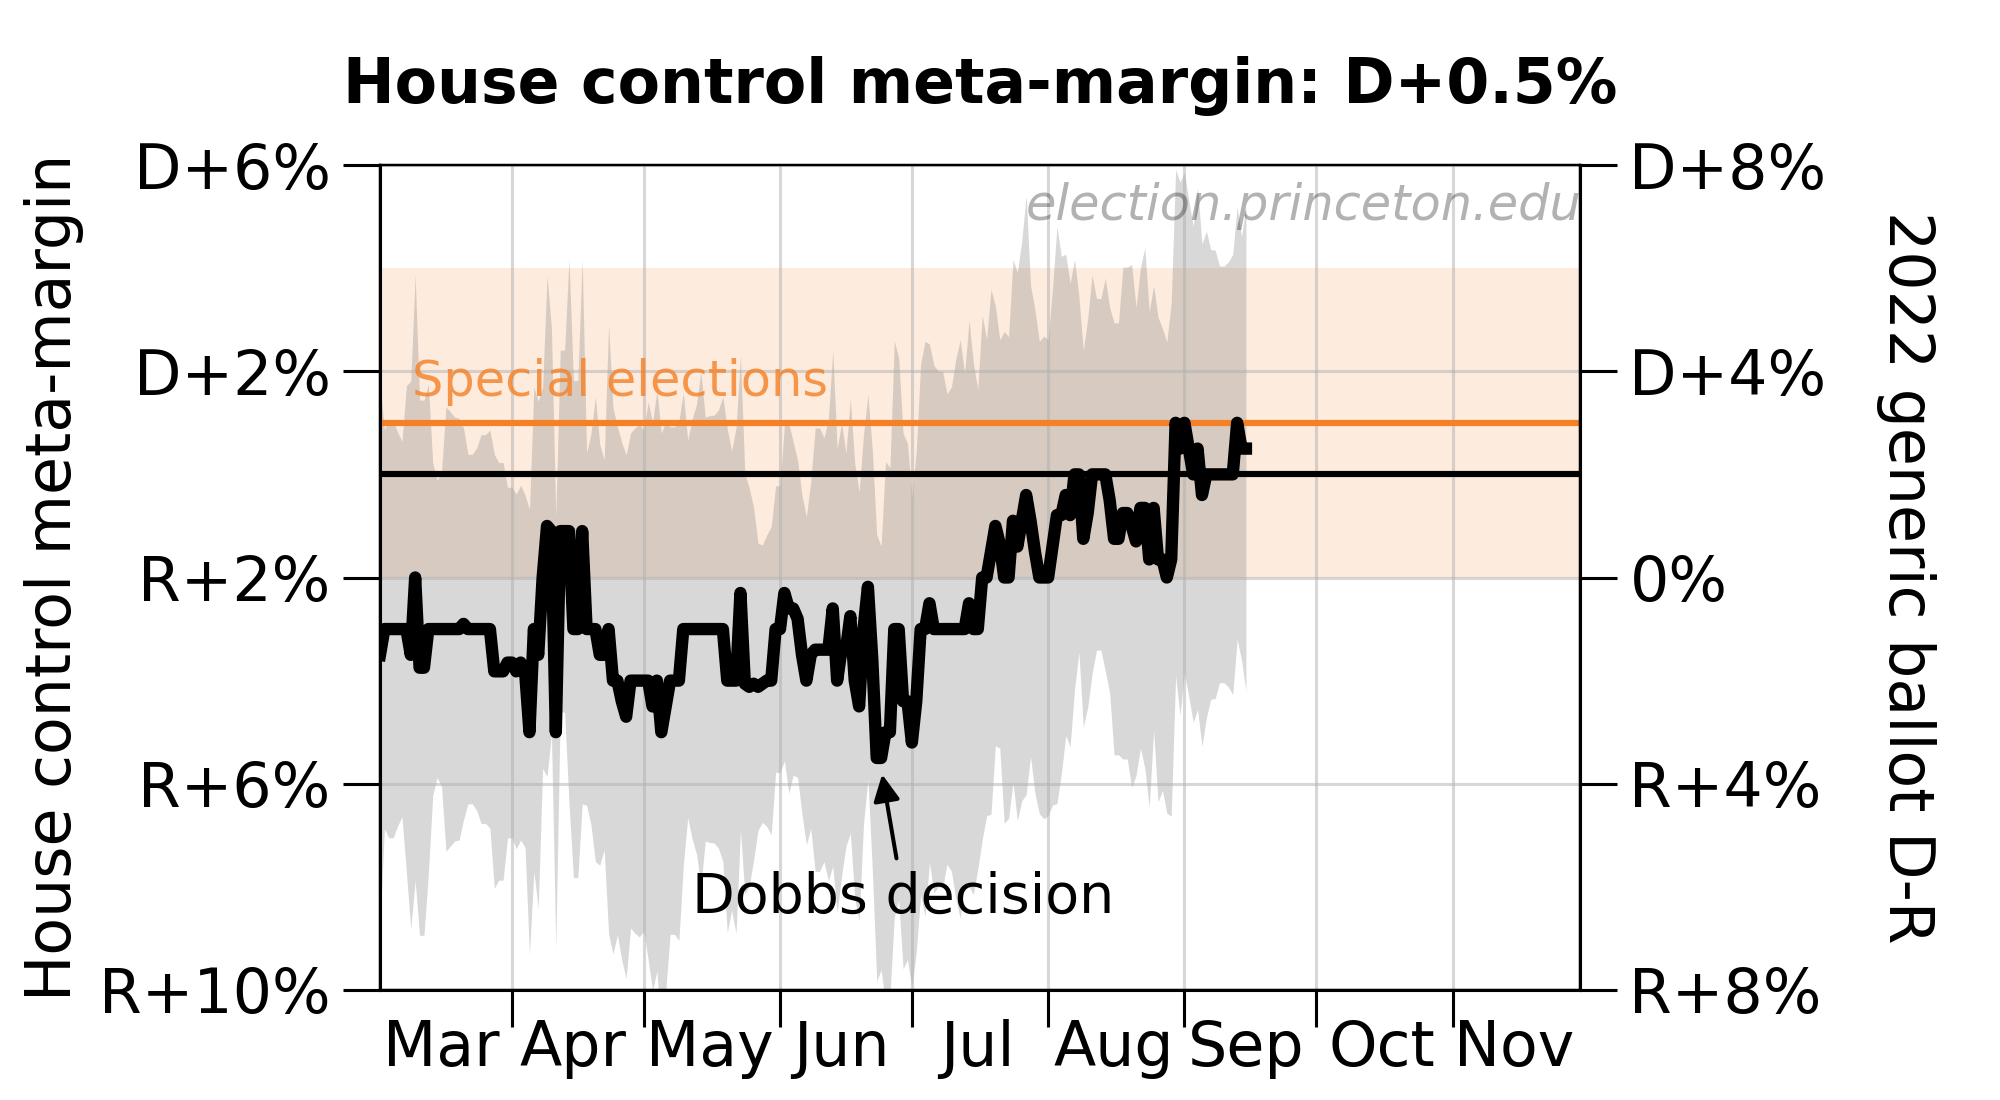 House control meta-margin: D+0.5%
House control meta-margin
D+6%
D+2%
R+2%
R+6%
R+10%
election.princeton.edu
Special elections
Dobbs decision
D+8%
D+4%
0%
R+4%
R+8%
2022 generic ballot D-R
Mar Apr May Jun Jul Aug Sep Oct Nov